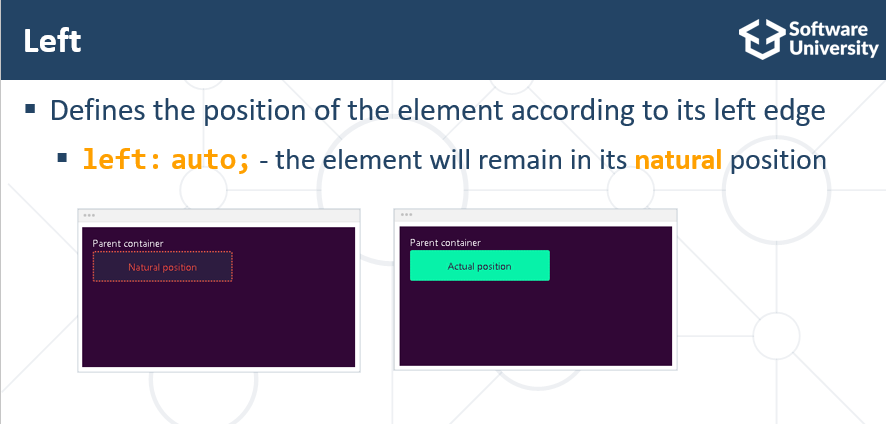 Left
Software
University
▪ Defines the position of the element according to its left edge
▪ left: auto; - the element will remain in its natural position
Parent container
Natural position
Parent container
Actual position